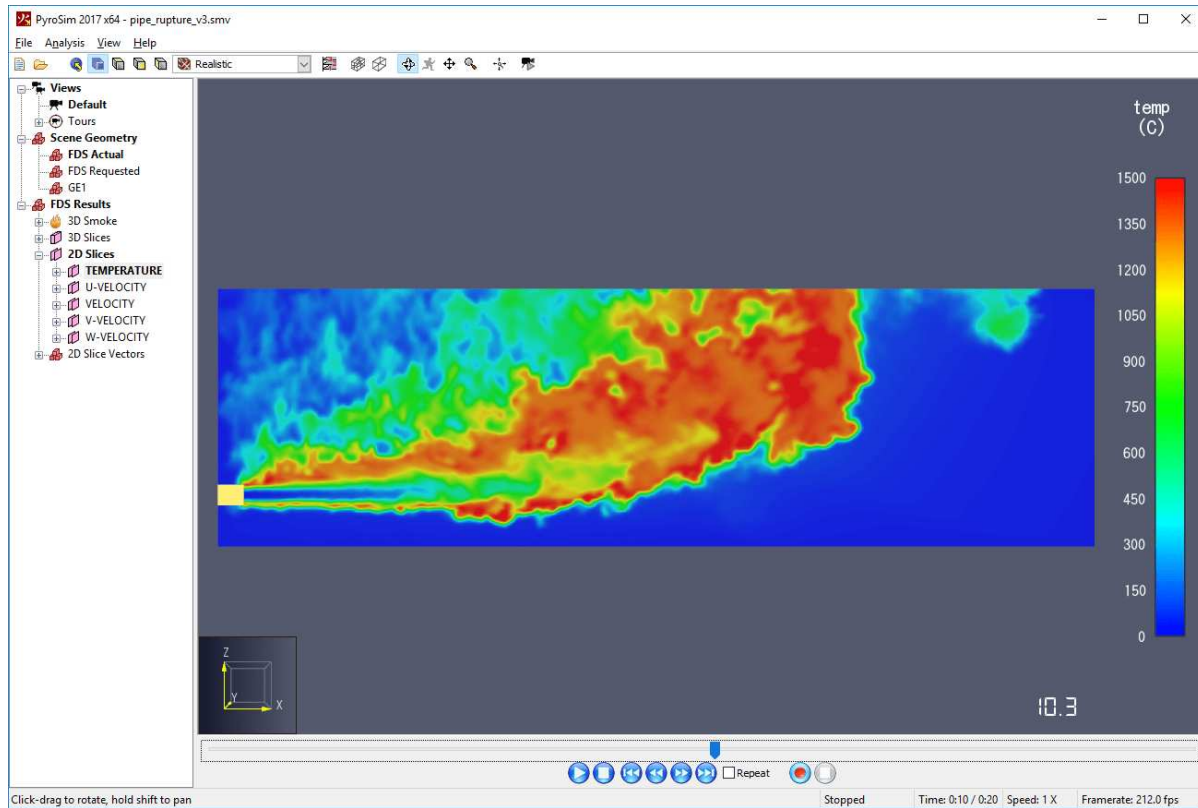 PyroSim 2017 x64 - pipe_rupture_v3.smv
File Analysis View Help
Realistic
Views
Default
Tours
Scene Geometry
FDS Actual
FDS Requested
GE1
FDS Results
3D Smoke
3D Slices
2D Slices
TEMPERATURE
U-VELOCITY
VELOCITY
V-VELOCITY
W-VELOCITY
2D Slice Vectors
temp
(C)
1500
1350
1200
1050
900
750
600
450
300
150
0
Z
Y
X
10.3
Repeat
Click-drag to rotate, hold shift to pan
Stopped
Time: 0:10 / 0:20
Speed: 1 X
Framerate: 212.0 fps